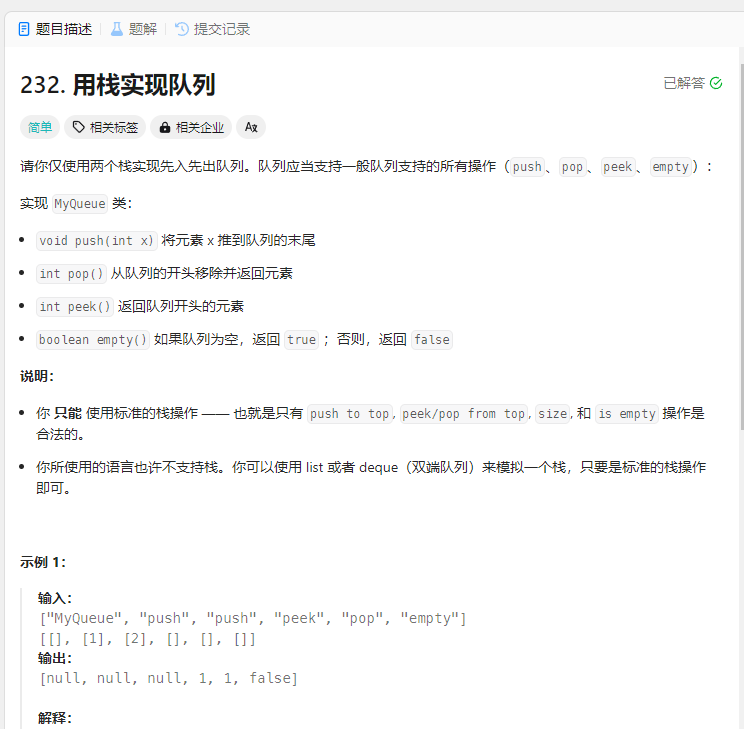 题目描述 题解 提交记录
232. 用栈实现队列 已解答
简单 相关标签 相关企业 Aχ
请你仅使用两个栈实现先入先出队列。队列应当支持一般队列支持的所有操作（push、pop、peek、empty）：
实现 MyQueue 类：
• void push(int x) 将元素 x 推到队列的末尾
• int pop() 从队列的开头移除并返回元素
• int peek() 返回队列开头的元素
• boolean empty() 如果队列为空，返回 true ；否则，返回 false
说明：
• 你 只能 使用标准的栈操作 —— 也就是只有 push to top, peek/pop from top, size, 和 is empty 操作是
合法的。
• 你所使用的语言也许不支持栈。你可以使用 list 或者 deque（双端队列）来模拟一个栈，只要是标准的栈操作
即可。
示例 1：
输入：
["MyQueue", "push", "push", "peek", "pop", "empty"]
[[], [1], [2], [], [], []]
输出：
[null, null, null, 1, 1, false]
解释：